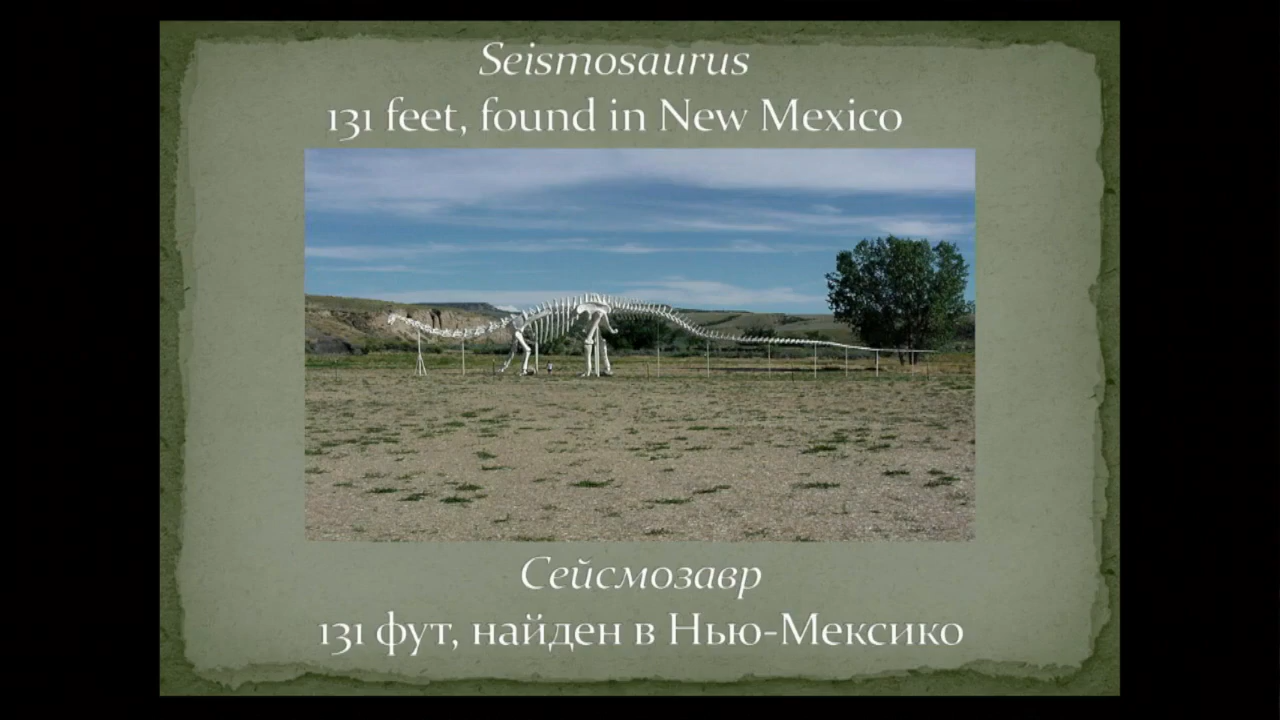 Seismosaurus
131 feet, found in New Mexico
Сейсмозавр
131 фут, найден в Нью-Мексико